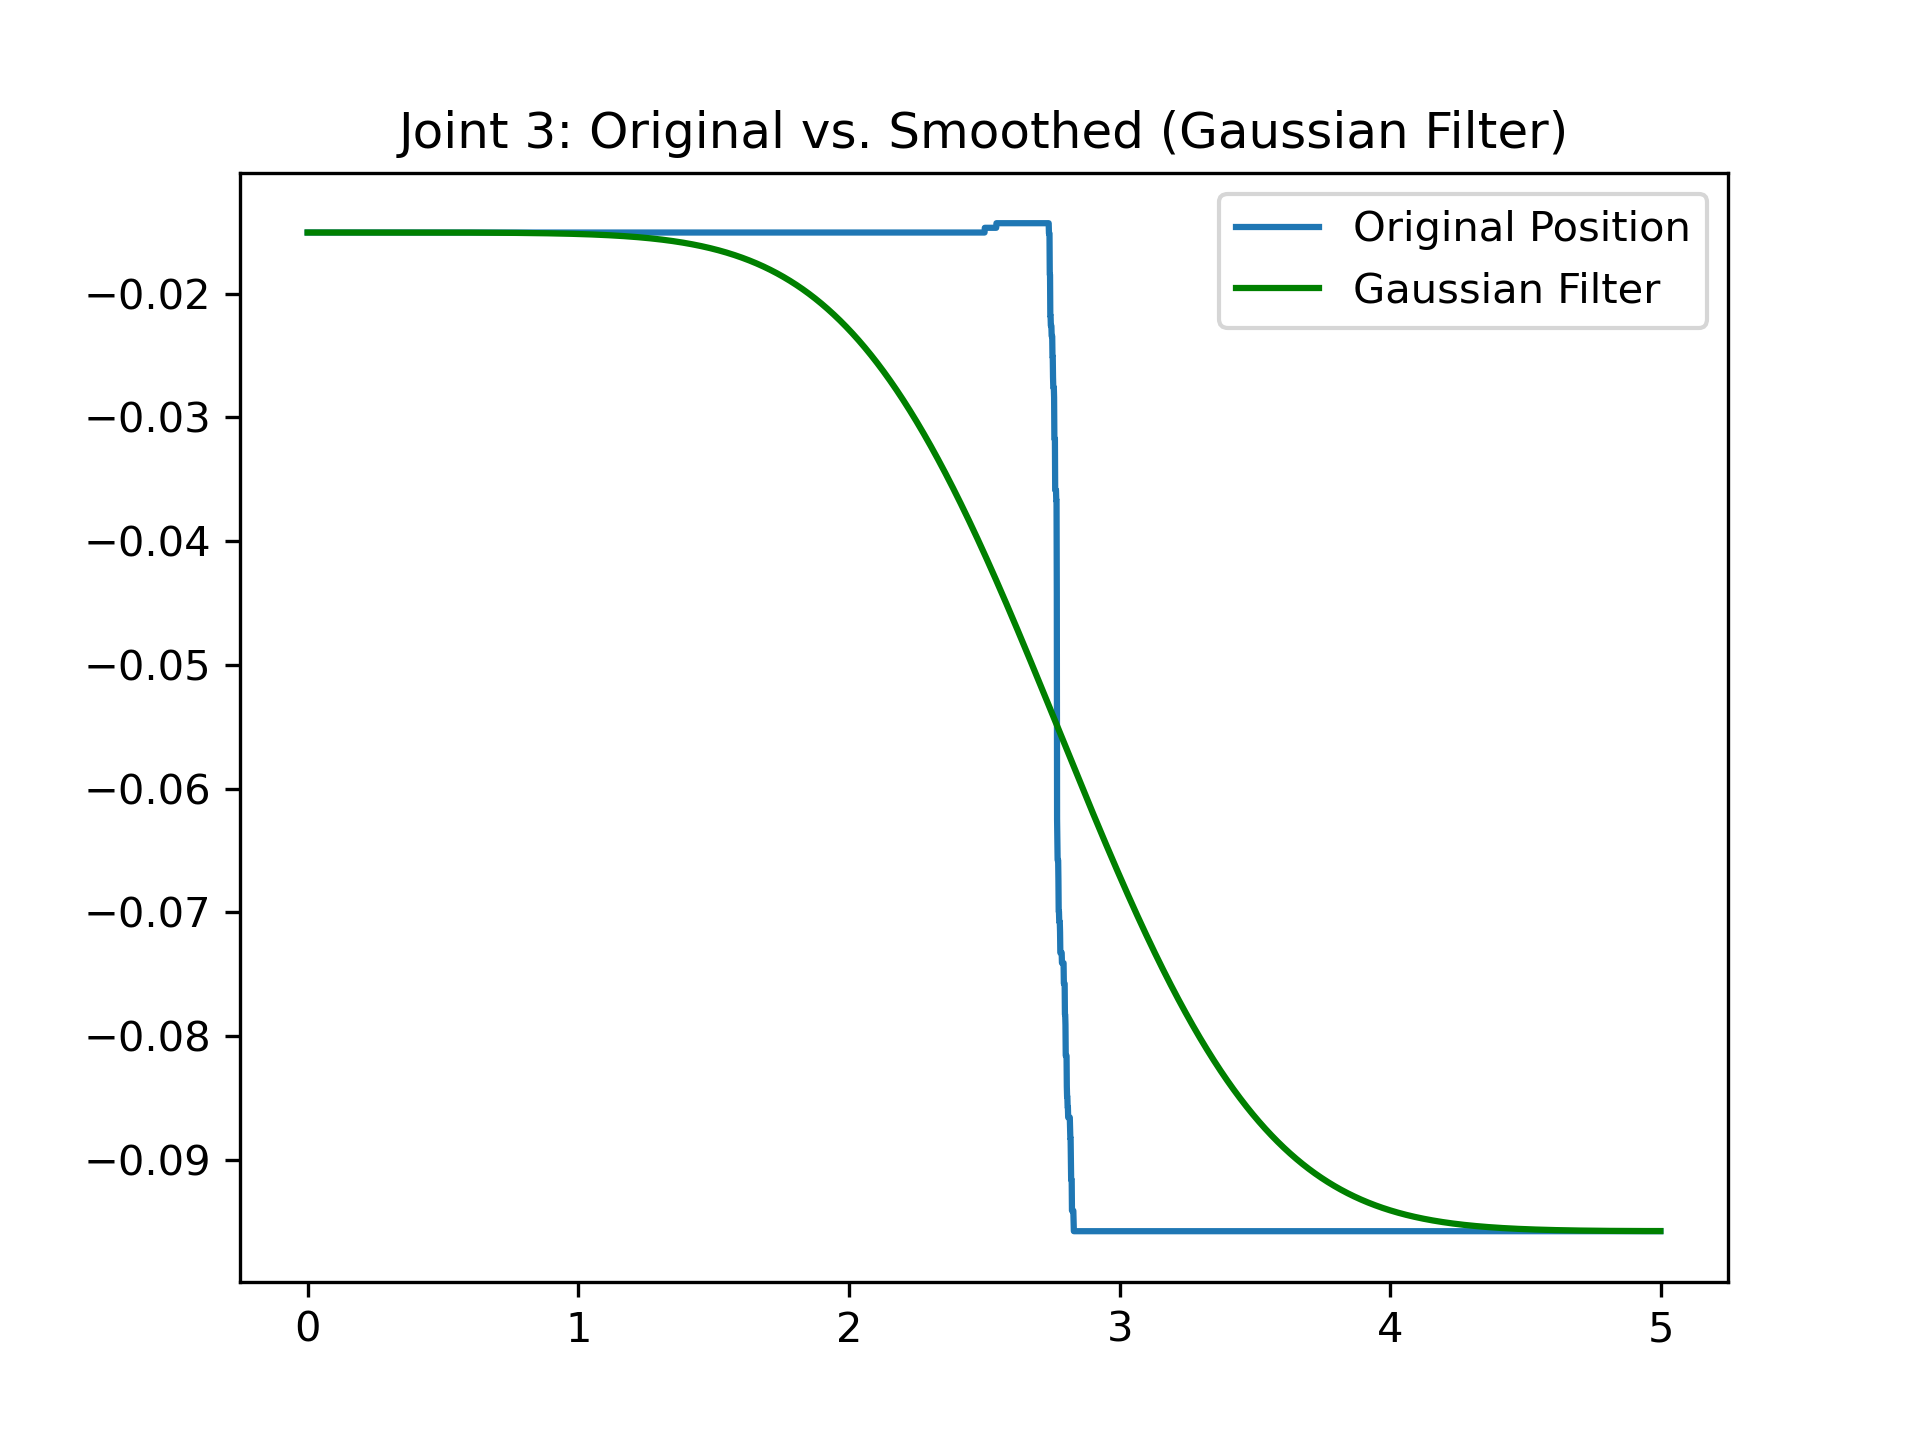 Joint 3: Original vs. Smoothed (Gaussian Filter)
Original Position
Gaussian Filter
−0.02
−0.03
−0.04
−0.05
−0.06
−0.07
−0.08
−0.09
0 1 2 3 4 5